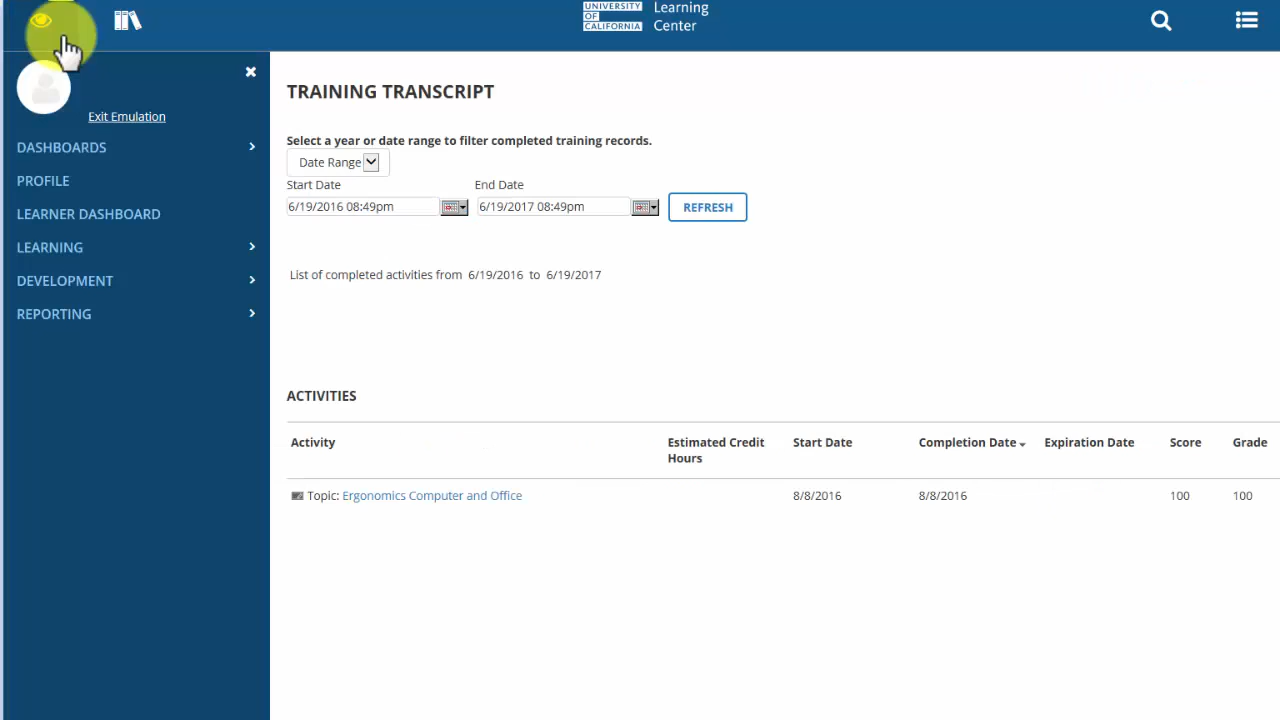 UNIVERSITY
OF
CALIFORNIA
Learning
Center
Exit Emulation
DASHBOARDS
PROFILE
LEARNER DASHBOARD
LEARNING
DEVELOPMENT
REPORTING
TRAINING TRANSCRIPT
Select a year or date range to filter completed training records.
Date Range
Start Date End Date
6/19/2016 08:49pm 6/19/2017 08:49pm REFRESH
List of completed activities from 6/19/2016 to 6/19/2017
ACTIVITIES
Activity Estimated Credit Hours Start Date Completion Date Expiration Date Score Grade
Topic: Ergonomics Computer and Office 8/8/2016 8/8/2016 100 100